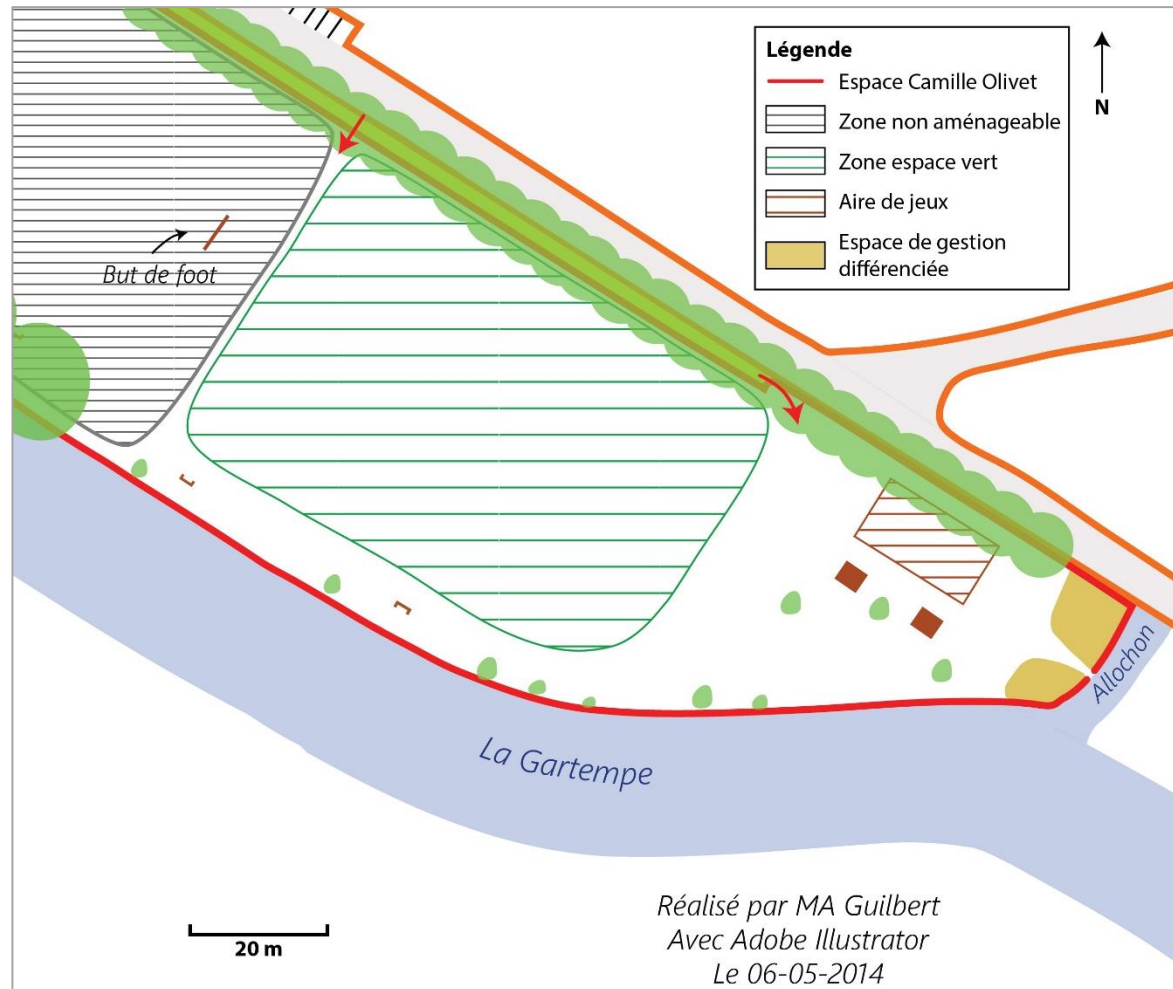 Légende
Espace Camille Olivet
Zone non aménageable
Zone espace vert
Aire de jeux
Espace de gestion
différenciée
N
But de foot
Allochon
La Gartempe
20 m
Réalisé par MA Guilbert
Avec Adobe Illustrator
Le 06-05-2014